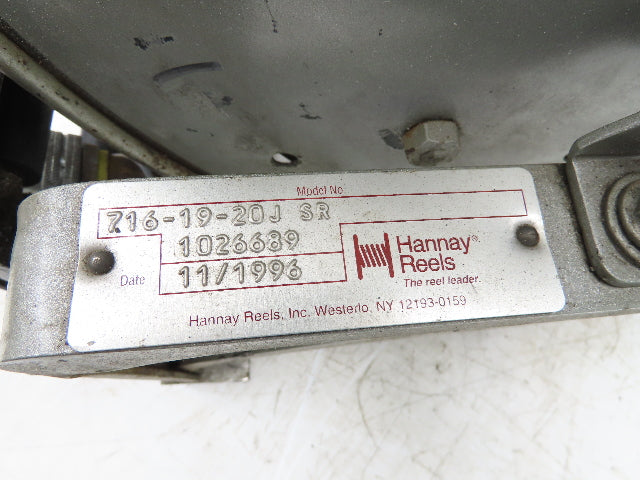 Model No
716-19-20J SR
1026689
Date 11/1996
Hannay® Reels
The reel leader.
Hannay Reels, Inc. Westerlo, NY 12193-0159